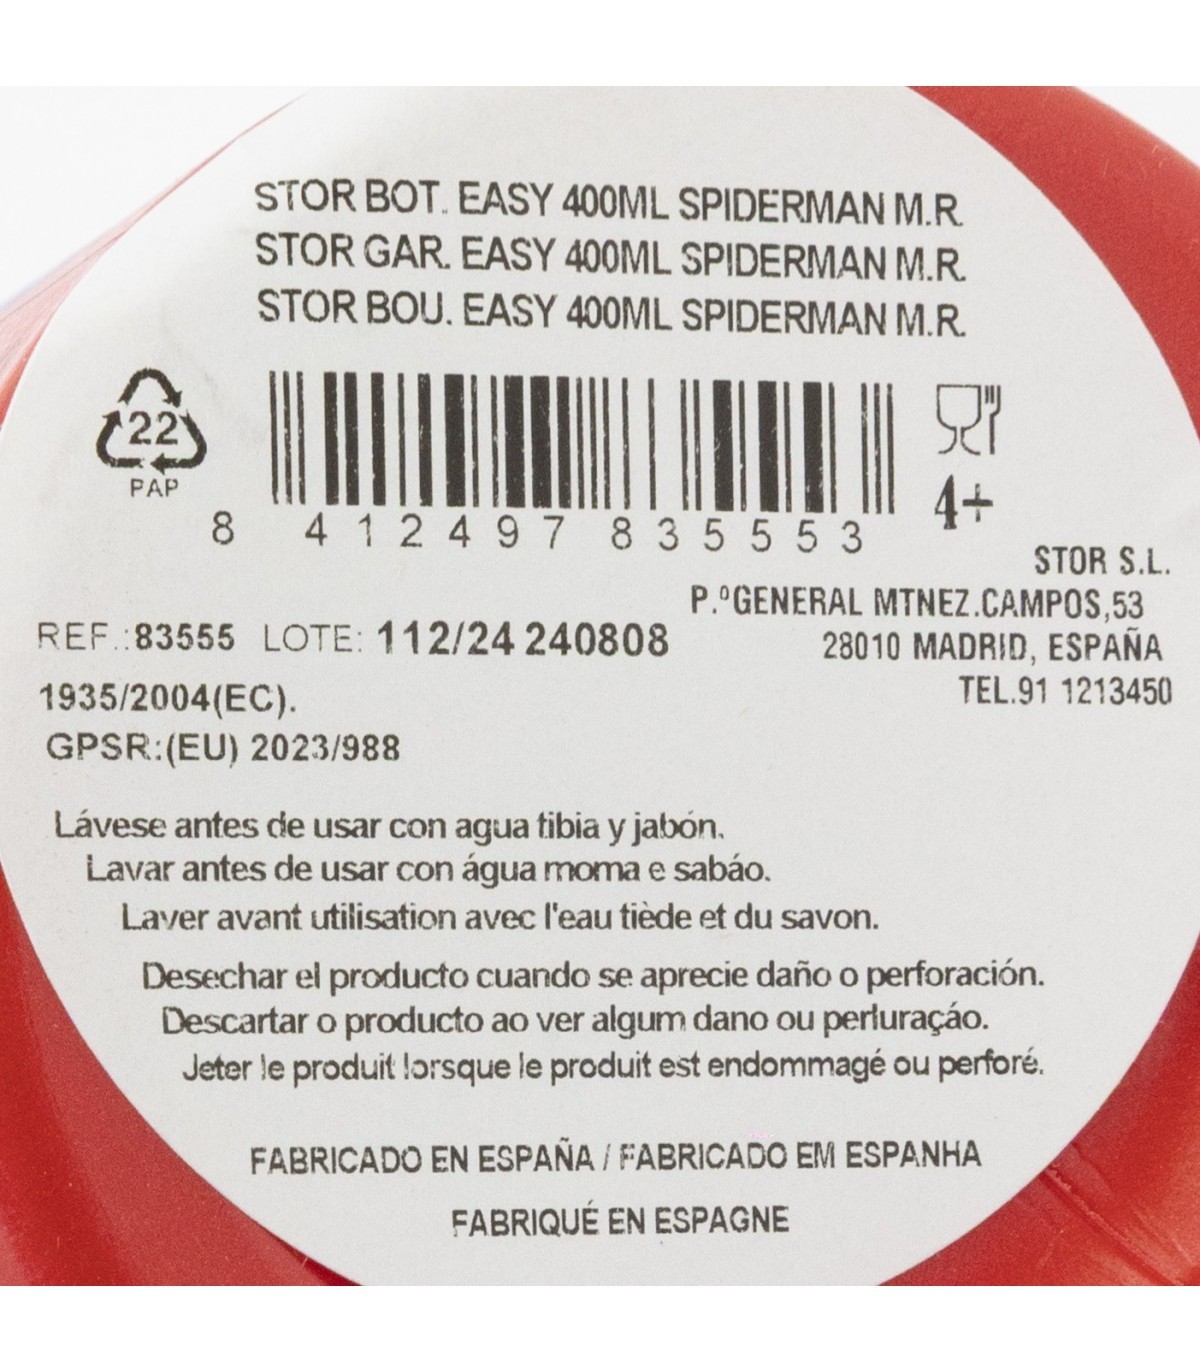 STOR BOT. EASY 400ML SPIDERMAN M.R.
STOR GAR. EASY 400ML SPIDERMAN M.R.
STOR BOU. EASY 400ML SPIDERMAN M.R.
22
PAP
8 412497 835553
4+
STOR S.L.
P.ºGENERAL MTNEZ.CAMPOS,53
28010 MADRID, ESPAÑA
TEL.91 1213450
REF.:83555 LOTE: 112/24 240808
1935/2004(EC).
GPSR:(EU) 2023/988
Lávese antes de usar con agua tibia y jabón.
Lavar antes de usar con água moma e sabáo.
Laver avant utilisation avec l'eau tiède et du savon.
Desechar el producto cuando se aprecie daño o perforación.
Descartar o producto ao ver algum dano ou perluraçáo.
Jeter le produit lorsque le produit est endommagé ou perforé.
FABRICADO EN ESPAÑA / FABRICADO EM ESPANHA
FABRIQUÉ EN ESPAGNE